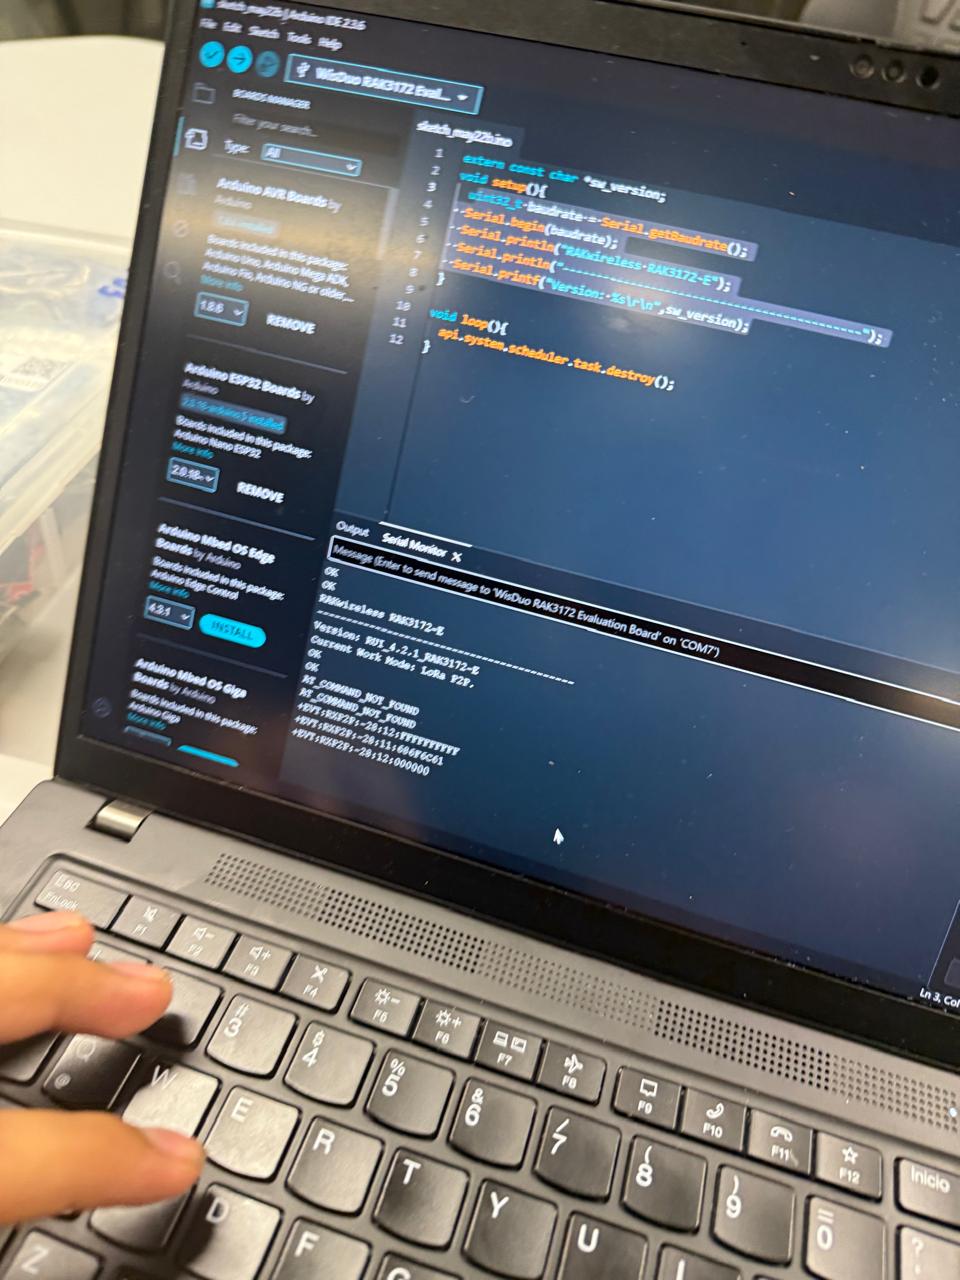 sketch_may22b | Arduino IDE 2.3.6
File Edit Sketch Tools Help
WisDuo RAK3172 Eval...
BOARDS MANAGER
Filter your search...
Type: All
Arduino AVR Boards by
Arduino
Boards included in this package:
Arduino Uno, Arduino Mega ADK,
Arduino Fio, Arduino NG or older,...
More info
1.8.6 REMOVE
Arduino ESP32 Boards by
Arduino
2.0.18-arduino.5 installed
Boards included in this package:
Arduino Nano ESP32
More info
2.0.18- REMOVE
Arduino Mbed OS Edge
Boards by Arduino
Boards included in this package:
Arduino Edge Control
More info
4.3.1 INSTALL
Arduino Mbed OS Giga
Boards by Arduino
Boards included in this package:
Arduino Giga
More info
sketch_may22b.ino
1 extern const char *sw_version;
2 void setup(){
3 uint32_t baudrate = Serial.getBaudrate();
4 Serial.begin(baudrate);
5 Serial.println("RAKwireless RAK3172-E");
6 Serial.println("------------------------------------------------------");
7 Serial.printf("Version: %s\r\n",sw_version);
8 }
9
10 void loop(){
11 api.system.scheduler.task.destroy();
12 }
Output Serial Monitor X
Message (Enter to send message to 'WisDuo RAK3172 Evaluation Board' on 'COM7')
OK
OK
RAKwireless RAK3172-E
------------------------------------------------------
Version: RUI_4.2.1_RAK3172-E
Current Work Mode: LoRa P2P.
OK
OK
AT_COMMAND_NOT_FOUND
AT_COMMAND_NOT_FOUND
+EVT:RXP2P:-28:12:FFFFFFFFFF
+EVT:RXP2P:-28:11:686F6C61
+EVT:RXP2P:-28:12:000000
Ln 3, Col
Esc
FnLock
F1 F2 F3 F4 F5 F6 F7 F8 F9 F10 F11 F12 Inicio
# 3 $ 4 % 5 & 6 / 7 ( 8 ) 9 = 0 ?
Q @ W E R T Y U
D F
Z